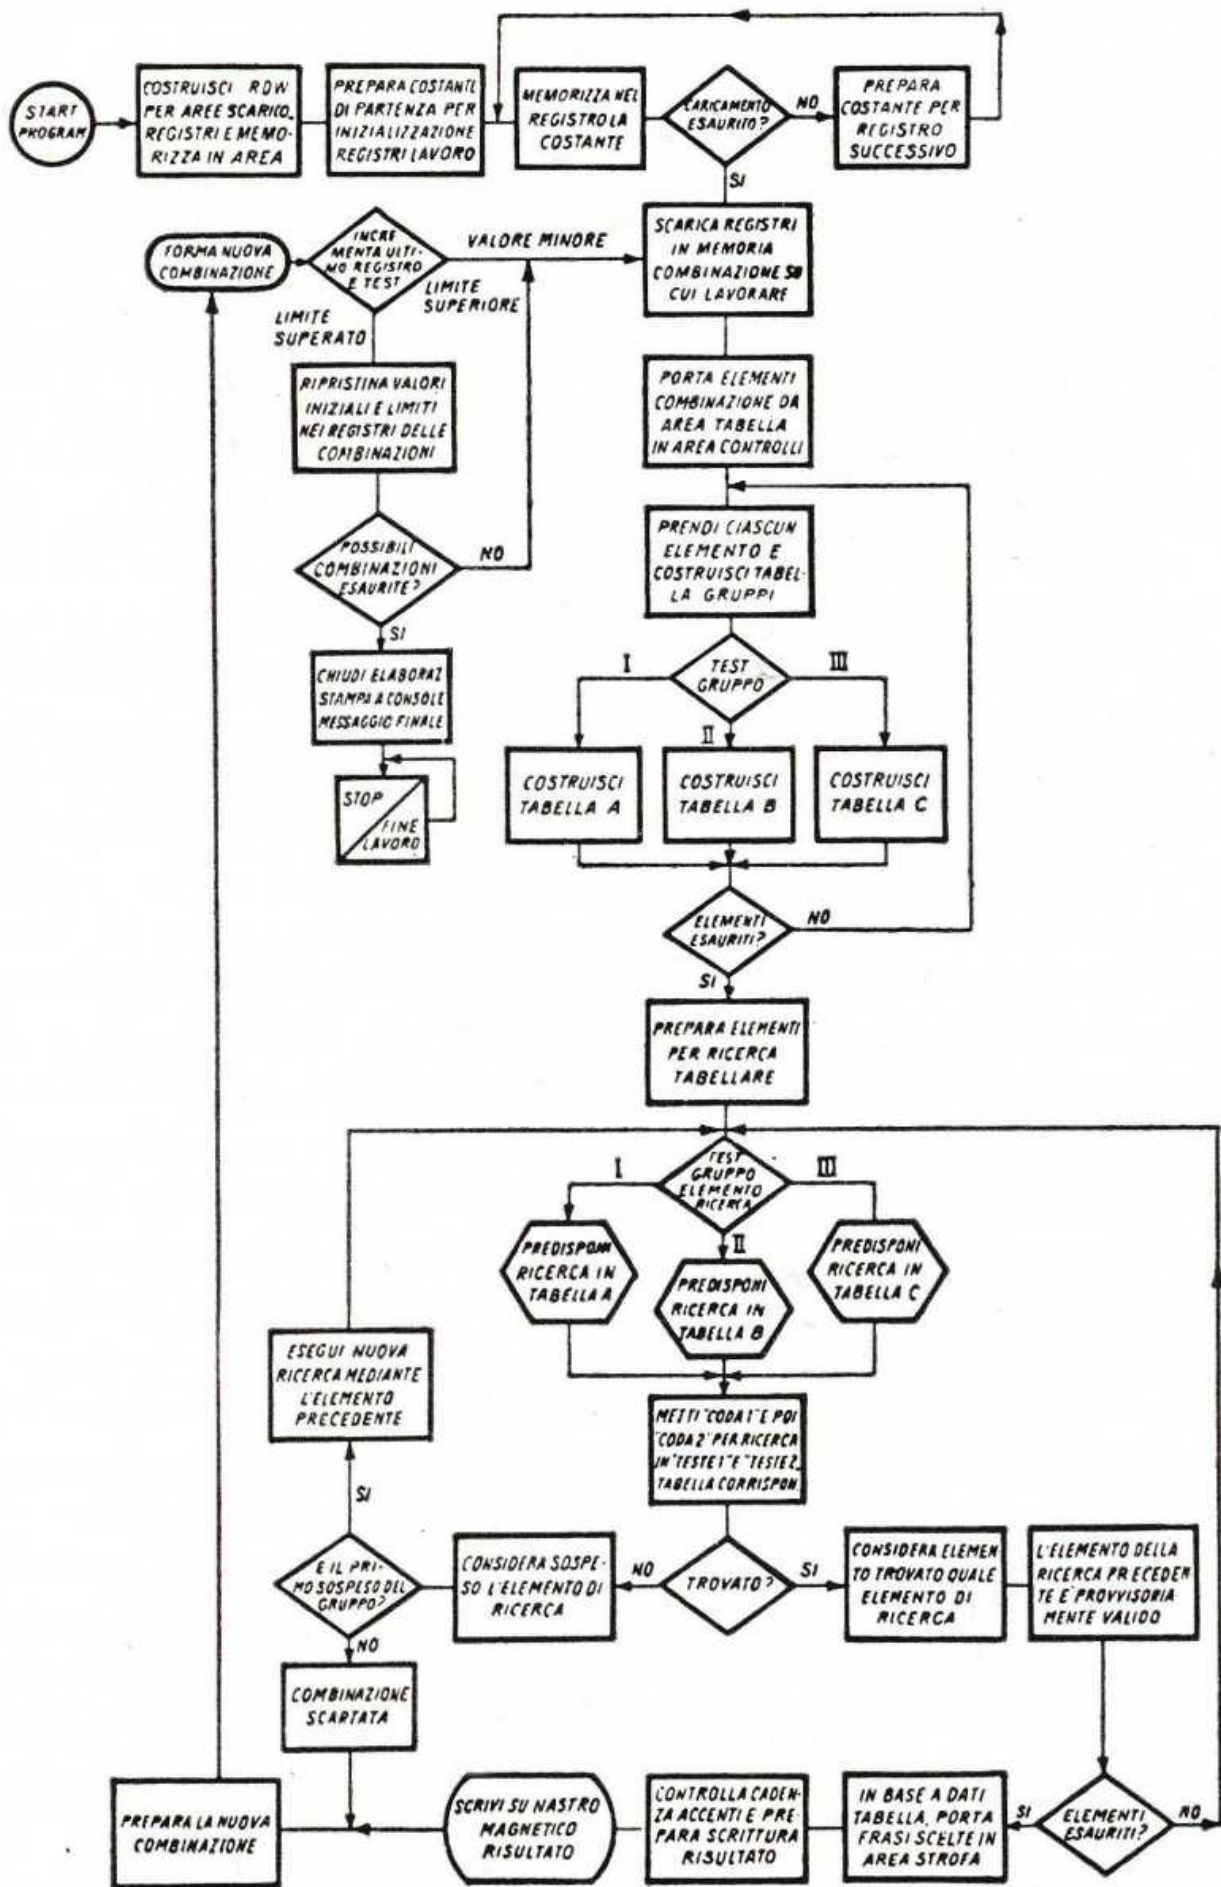 START
PROGRAM
COSTRUISCI RDW
PER AREE SCARICO
REGISTRI E MEMO-
RIZZA IN AREA
PREPARA COSTANTE
DI PARTENZA PER
INIZIALIZZAZIONE
REGISTRI LAVORO
MEMORIZZA NEL
REGISTRO LA
COSTANTE
CARICAMENTO
ESAURITO?
NO
PREPARA
COSTANTE PER
REGISTRO
SUCCESSIVO
SI
FORMA NUOVA
COMBINAZIONE
INCRE
MENTA ULTI-
MO REGISTRO
E TEST
VALORE MINORE
LIMITE
SUPERIORE
LIMITE
SUPERATO
SCARICA REGISTRI
IN MEMORIA
COMBINAZIONE SU
CUI LAVORARE
RIPRISTINA VALORI
INIZIALI E LIMITI
NEI REGISTRI DELLE
COMBINAZIONI
PORTA ELEMENTI
COMBINAZIONE DA
AREA TABELLA
IN AREA CONTROLLI
POSSIBILI
COMBINAZIONI
ESAURITE?
NO
SI
PRENDI CIASCUN
ELEMENTO E
COSTRUISCI TABEL-
LA GRUPPI
CHIUDI ELABORAZ
STAMPA A CONSOLE
MESSAGGIO FINALE
STOP
FINE
LAVORO
TEST
GRUPPO
I
II
III
COSTRUISCI
TABELLA A
COSTRUISCI
TABELLA B
COSTRUISCI
TABELLA C
ELEMENTI
ESAURITI?
NO
SI
PREPARA ELEMENTI
PER RICERCA
TABELLARE
TEST
GRUPPO
ELEMENTO
RICERCA
I
II
III
PREDISPONI
RICERCA IN
TABELLA A
PREDISPONI
RICERCA IN
TABELLA B
PREDISPONI
RICERCA IN
TABELLA C
ESEGUI NUOVA
RICERCA MEDIANTE
L'ELEMENTO
PRECEDENTE
METTI "CODA 1" E POI
"CODA 2" PER RICERCA
IN "TESTE 1" E "TESTE 2"
TABELLA CORRISPON.
SI
E IL PRI-
MO SOSPESO DEL
GRUPPO?
CONSIDERA SOSPE-
SO L'ELEMENTO DI
RICERCA
NO
TROVATO?
SI
CONSIDERA ELEMEN
TO TROVATO QUALE
ELEMENTO DI
RICERCA
L'ELEMENTO DELLA
RICERCA PRECEDEN
TE E' PROVVISORIA-
MENTE VALIDO
NO
COMBINAZIONE
SCARTATA
PREPARA LA NUOVA
COMBINAZIONE
SCRIVI SU NASTRO
MAGNETICO
RISULTATO
CONTROLLA CADEN-
ZA ACCENTI E PRE-
PARA SCRITTURA
RISULTATO
IN BASE A DATI
TABELLA, PORTA
FRASI SCELTE IN
AREA STROFA
SI
ELEMENTI
ESAURITI?
NO